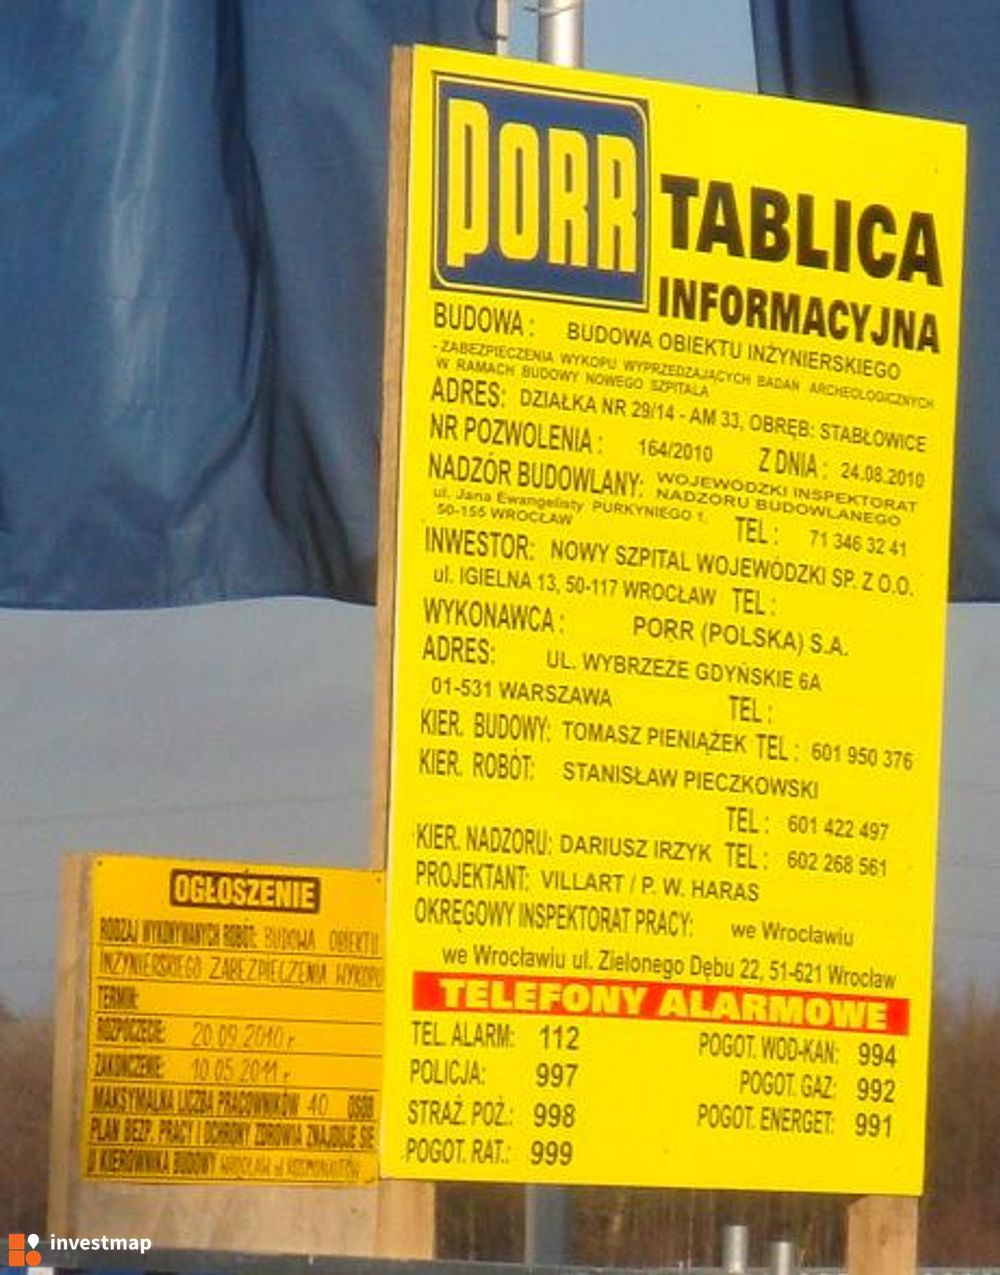 PORR
TABLICA
INFORMACYJNA
BUDOWA: BUDOWA OBIEKTU INŻYNIERSKIEGO
- ZABEZPIECZENIA WYKOPU WYPRZEDZAJĄCYCH BADAŃ ARCHEOLOGICZNYCH
W RAMACH BUDOWY NOWEGO SZPITALA
ADRES: DZIAŁKA NR 29/14 - AM 33, OBRĘB: STABŁOWICE
NR POZWOLENIA: 164/2010 Z DNIA: 24.08.2010
NADZÓR BUDOWLANY: WOJEWODZKI INSPEKTORAT
NADZORU BUDOWLANEGO
ul. Jana Ewangelisty PURKYNIEGO 1,
50-155 WROCŁAW TEL: 71 346 32 41
INWESTOR: NOWY SZPITAL WOJEWÓDZKI SP. Z O.O.
ul. IGIELNA 13, 50-117 WROCŁAW TEL:
WYKONAWCA: PORR (POLSKA) S.A.
ADRES: UL. WYBRZEŻE GDYŃSKIE 6A
01-531 WARSZAWA TEL:
KIER. BUDOWY: TOMASZ PIENIĄŻEK TEL: 601 950 376
KIER. ROBÓT: STANISŁAW PIECZKOWSKI
TEL: 601 422 497
KIER. NADZORU: DARIUSZ IRZYK TEL: 602 268 561
PROJEKTANT: VILLART / P. W. HARAS
OKRĘGOWY INSPEKTORAT PRACY: we Wrocławiu
we Wrocławiu ul. Zielonego Dębu 22, 51-621 Wrocław
TELEFONY ALARMOWE
TEL. ALARM: 112 POGOT. WOD-KAN: 994
POLICJA: 997 POGOT. GAZ: 992
STRAŻ. POŻ.: 998 POGOT. ENERGET: 991
POGOT. RAT.: 999
OGŁOSZENIE
RODZAJ WYKONYWANYCH ROBÓT: BUDOWA OBIEKTU
INŻYNIERSKIEGO ZABEZPIECZENIA WYKOPU
TERMIN:
ROZPOCZĘCIE: 20.09.2010 r
ZAKOŃCZENIE: 10.05.2011 r
MAKSYMALNA LICZBA PRACOWNIKÓW 40 OSÓB
PLAN BEZP. PRACY I OCHRONY ZDROWIA ZNAJDUJE SIĘ
U KIEROWNIKA BUDOWY WROCŁAW ul. KOSMONAUTÓW
investmap